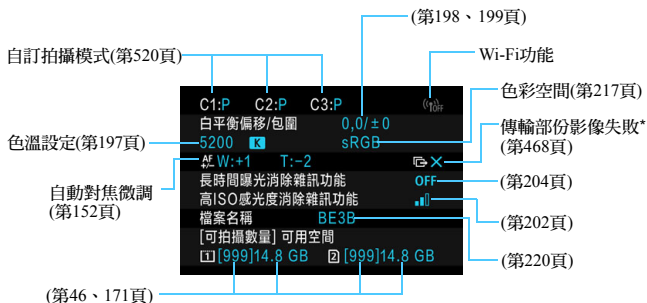 (第198、199頁)
自訂拍攝模式(第520頁)
Wi-Fi功能
C1:P C2:P C3:P OFF
色彩空間(第217頁)
白平衡偏移/包圍 0,0/±0
色溫設定(第197頁)
5200 K sRGB
傳輸部份影像失敗*
(第468頁)
AF+/- W:+1 T:-2
自動對焦微調
(第152頁)
長時間曝光消除雜訊功能 OFF
(第204頁)
高ISO感光度消除雜訊功能
(第202頁)
檔案名稱 BE3B
(第220頁)
[可拍攝數量] 可用空間
1 [999]14.8 GB 2 [999]14.8 GB
(第46、171頁)